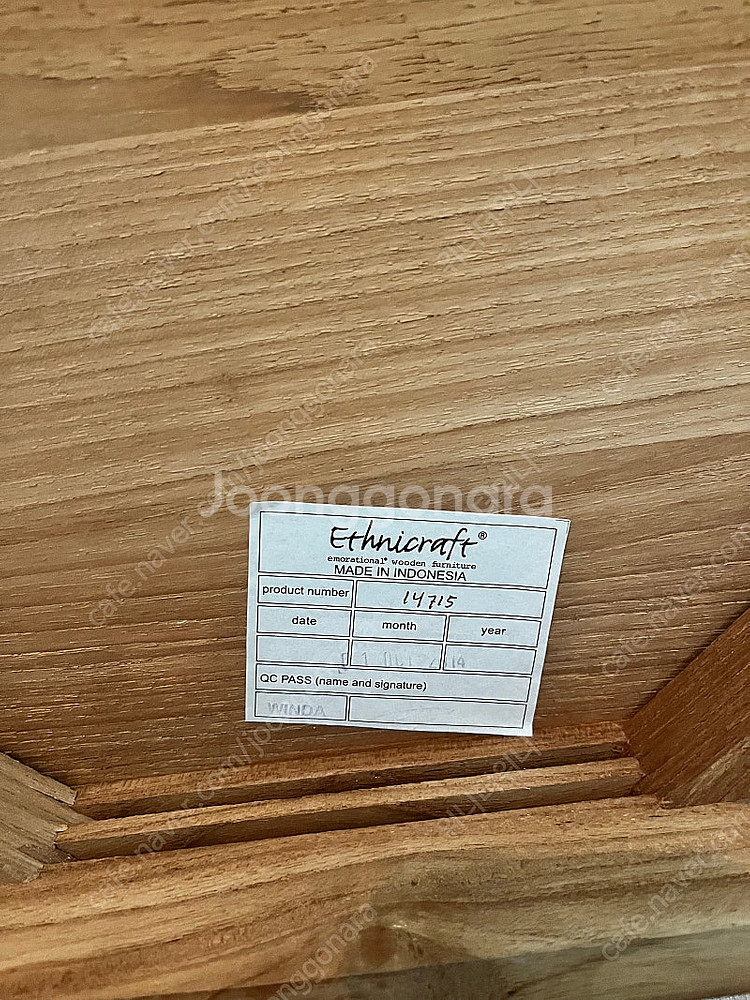 Joonggonara
Ethnicraft®
emorational® wooden furniture
MADE IN INDONESIA
product number 14715
date month year
QC PASS (name and signature)
WINDA